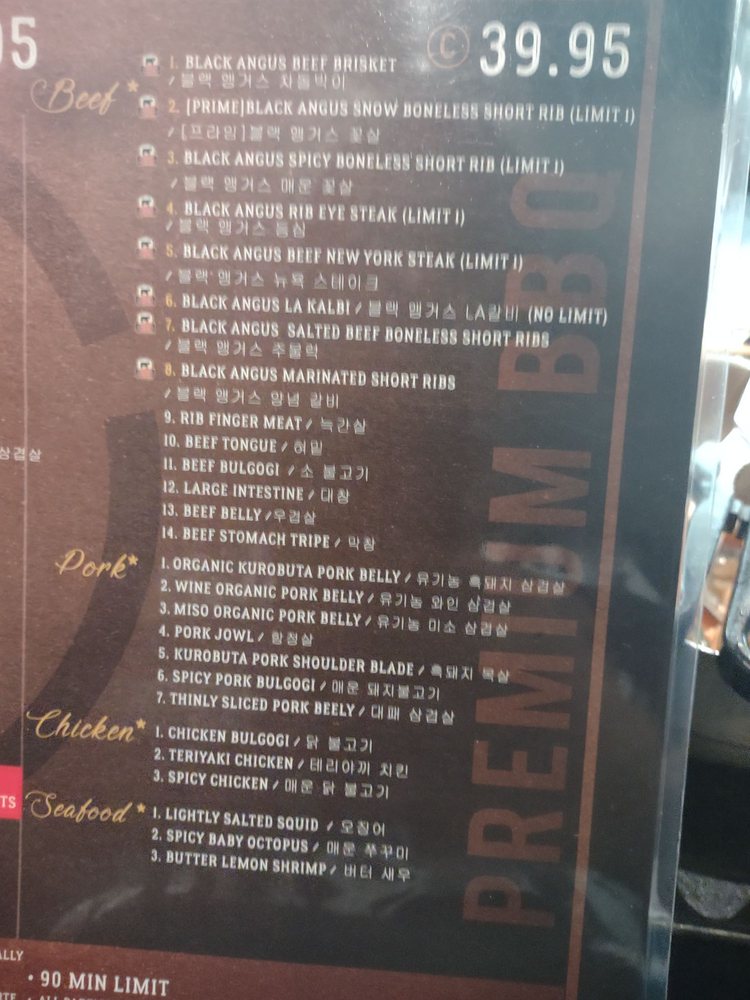 95
Ⓒ 39.95
Beef*
1. BLACK ANGUS BEEF BRISKET
/ 블랙 앵거스 차돌박이
2. [PRIME]BLACK ANGUS SNOW BONELESS SHORT RIB (LIMIT 1)
/ [프라임]블랙 앵거스 꽃살
3. BLACK ANGUS SPICY BONELESS SHORT RIB (LIMIT 1)
/ 블랙 앵거스 매운 꽃살
4. BLACK ANGUS RIB EYE STEAK (LIMIT 1)
/ 블랙 앵거스 등심
5. BLACK ANGUS BEEF NEW YORK STEAK (LIMIT 1)
/ 블랙 앵거스 뉴욕 스테이크
6. BLACK ANGUS LA KALBI / 블랙 앵거스 LA갈비 (NO LIMIT)
7. BLACK ANGUS SALTED BEEF BONELESS SHORT RIBS
/ 블랙 앵거스 주물럭
8. BLACK ANGUS MARINATED SHORT RIBS
/ 블랙 앵거스 양념 갈비
9. RIB FINGER MEAT / 늑간살
10. BEEF TONGUE / 혀밑
11. BEEF BULGOGI / 소 불고기
12. LARGE INTESTINE / 대창
13. BEEF BELLY / 우겹살
14. BEEF STOMACH TRIPE / 막창
삼겹살
Pork*
1. ORGANIC KUROBUTA PORK BELLY / 유기농 흑돼지 삼겹살
2. WINE ORGANIC PORK BELLY / 유기농 와인 삼겹살
3. MISO ORGANIC PORK BELLY / 유기농 미소 삼겹살
4. PORK JOWL / 항정살
5. KUROBUTA PORK SHOULDER BLADE / 흑돼지 목살
6. SPICY PORK BULGOGI / 매운 돼지불고기
7. THINLY SLICED PORK BEELY / 대패 삼겹살
Chicken*
1. CHICKEN BULGOGI / 닭 불고기
2. TERIYAKI CHICKEN / 테리야끼 치킨
3. SPICY CHICKEN / 매운 닭 불고기
TS
Seafood*
1. LIGHTLY SALTED SQUID / 오징어
2. SPICY BABY OCTOPUS / 매운 쭈꾸미
3. BUTTER LEMON SHRIMP / 버터 새우
PREMIUM BBQ
ALLY
• 90 MIN LIMIT